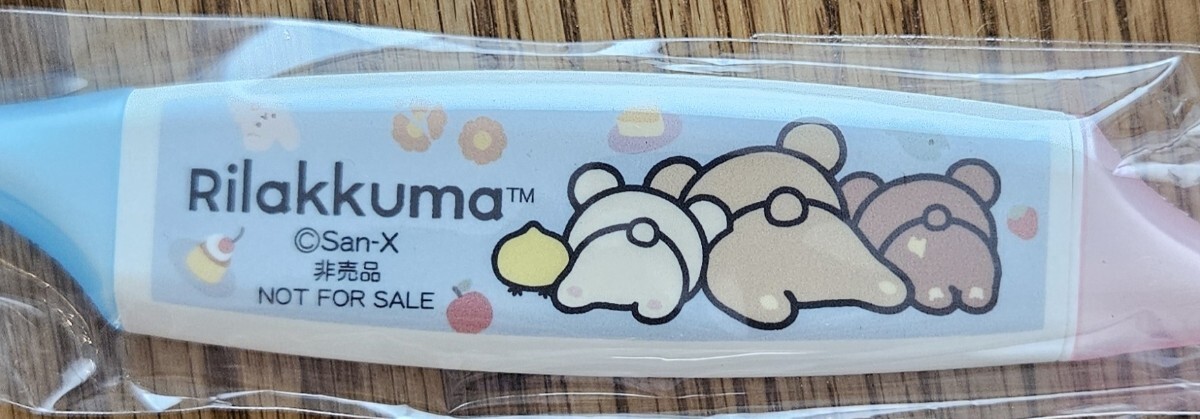 Rilakkuma™
©San-X
非売品
NOT FOR SALE